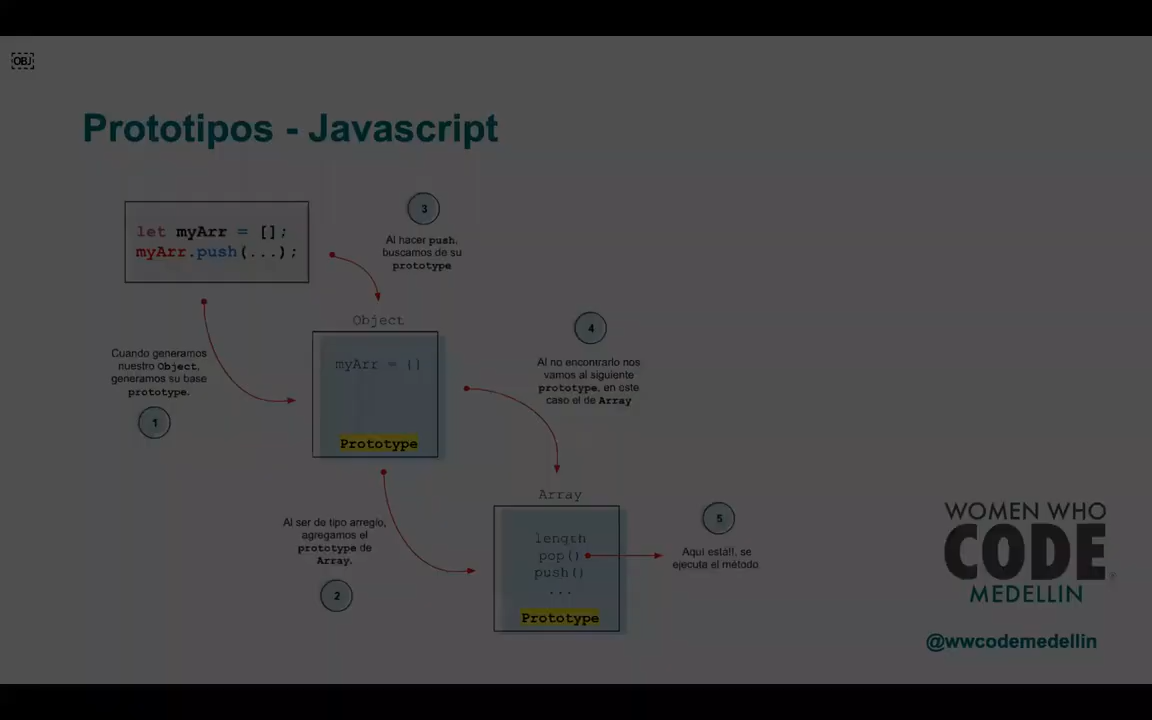 OBJ
Prototipos - Javascript
let myArr = [];
myArr.push(...);
3
Al hacer push,
buscamos de su
prototype
Object
myArr = []
Prototype
Cuando generamos
nuestro Object,
generamos su base
prototype.
1
4
Al no encontrarlo nos
vamos al siguiente
prototype, en este
caso el de Array
Al ser de tipo arreglo,
agregamos el
prototype de
Array.
2
Array
length
pop()
push()
...
Prototype
5
Aquí está!!, se
ejecuta el método
WOMEN WHO
CODE
MEDELLIN
@wwcodemedellin